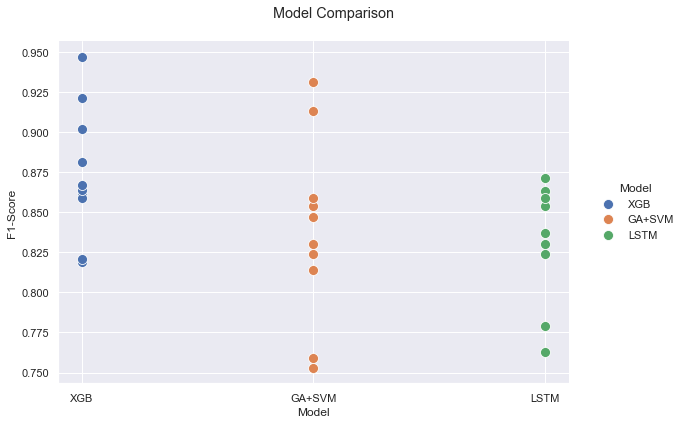 Model Comparison
0.950
0.925
0.900
0.875
0.850
0.825
0.800
0.775
0.750
F1-Score
XGB
GA+SVM
LSTM
Model
Model
XGB
GA+SVM
LSTM